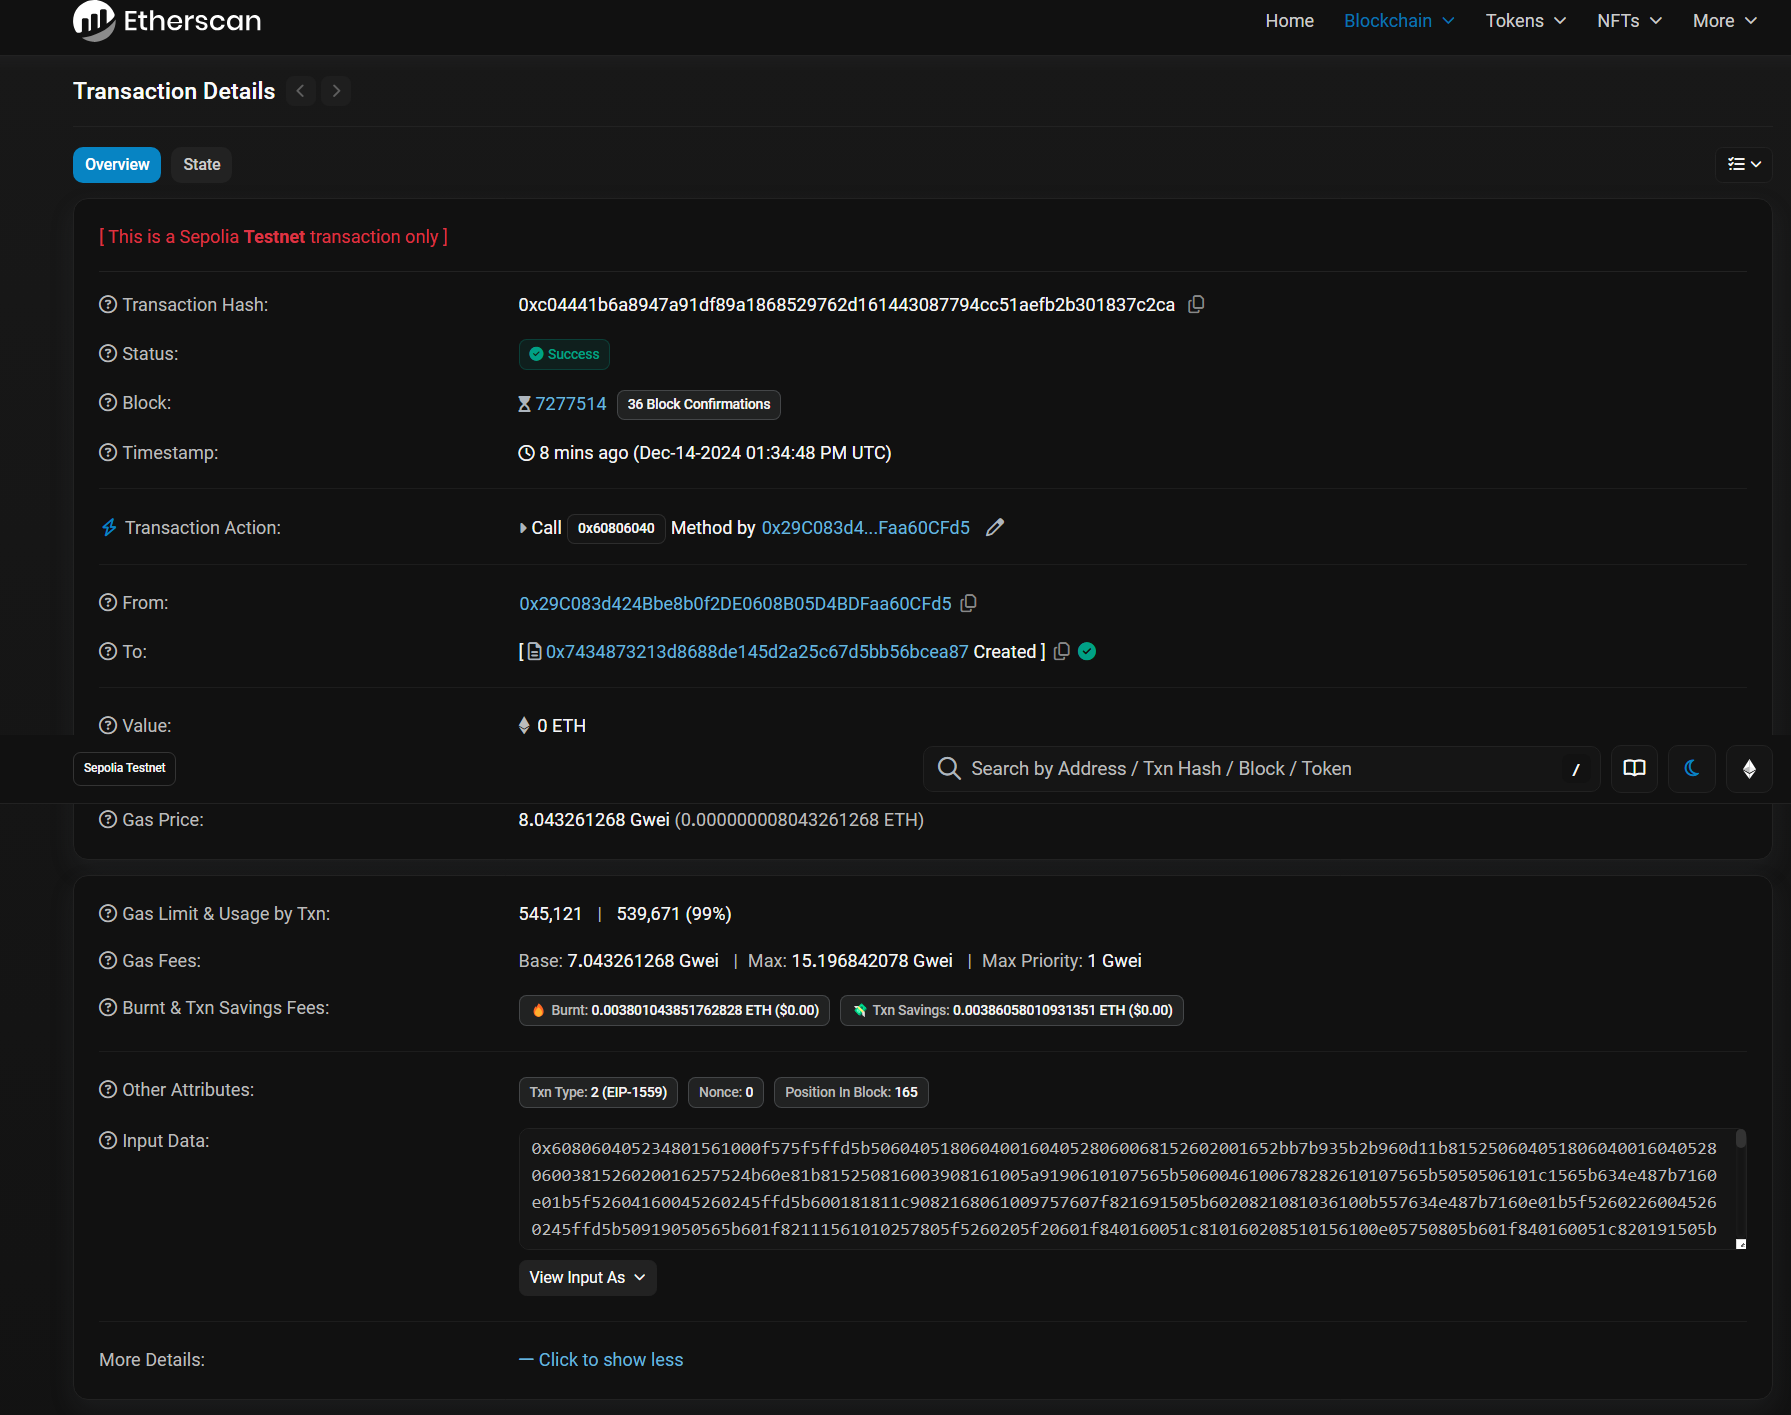 Etherscan
Home Blockchain Tokens NFTs More
Transaction Details
Overview State
[ This is a Sepolia Testnet transaction only ]
Transaction Hash: 0xc04441b6a8947a91df89a1868529762d161443087794cc51aefb2b301837c2ca
Status: Success
Block: 7277514 36 Block Confirmations
Timestamp: 8 mins ago (Dec-14-2024 01:34:48 PM UTC)
Transaction Action: Call 0x60806040 Method by 0x29C083d4...Faa60CFd5
From: 0x29C083d424Bbe8b0f2DE0608B05D4BDFaa60CFd5
To: [ 0x7434873213d8688de145d2a25c67d5bb56bcea87 Created ]
Value: 0 ETH
Sepolia Testnet Search by Address / Txn Hash / Block / Token /
Gas Price: 8.043261268 Gwei (0.000000008043261268 ETH)
Gas Limit & Usage by Txn: 545,121 | 539,671 (99%)
Gas Fees: Base: 7.043261268 Gwei | Max: 15.196842078 Gwei | Max Priority: 1 Gwei
Burnt & Txn Savings Fees: Burnt: 0.003801043851762828 ETH ($0.00) Txn Savings: 0.00386058010931351 ETH ($0.00)
Other Attributes: Txn Type: 2 (EIP-1559) Nonce: 0 Position In Block: 165
Input Data: 0x608060405234801561000f575f5ffd5b506040518060400160405280600681526020016 52bb7b935b2b960d11b815250604051806040016040528
0600381526020016257524b60e81b815250816003908161005a9190610107565b5060046100678282610107565b5050506101c1565b634e487b7160
e01b5f52604160045260245ffd5b600181811c9082168061009757607f821691505b6020821081036100b557634e487b7160e01b5f5260226004526
0245ffd5b50919050565b601f82111561010257805f5260205f20601f840160051c810160208510156100e05750805b601f840160051c820191505b
View Input As
More Details: — Click to show less